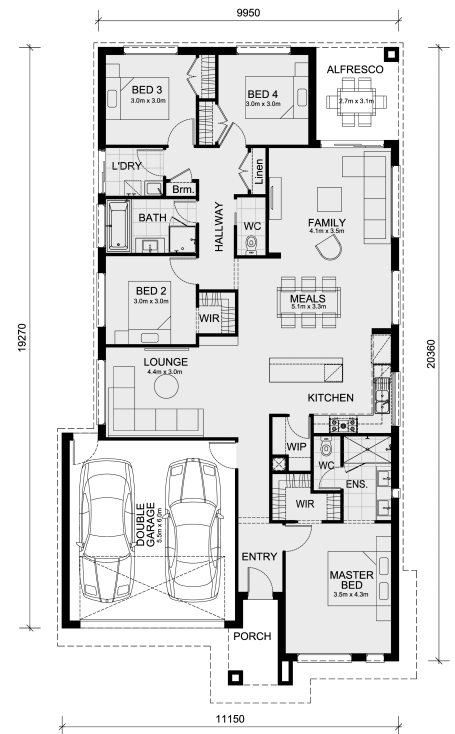 9950
ALFRESCO
2.7m x 3.1m
BED 3
3.0m x 3.0m
BED 4
3.0m x 3.0m
L'DRY
Brm.
Linen
BATH
HALLWAY
WC
FAMILY
4.1m x 3.5m
BED 2
3.0m x 3.0m
WIR
MEALS
5.1m x 3.3m
19270
20360
LOUNGE
4.4m x 3.0m
KITCHEN
WIP
WC
ENS.
WIR
DOUBLE
GARAGE
5.5m x 6.0m
ENTRY
MASTER
BED
3.5m x 4.3m
PORCH
11150